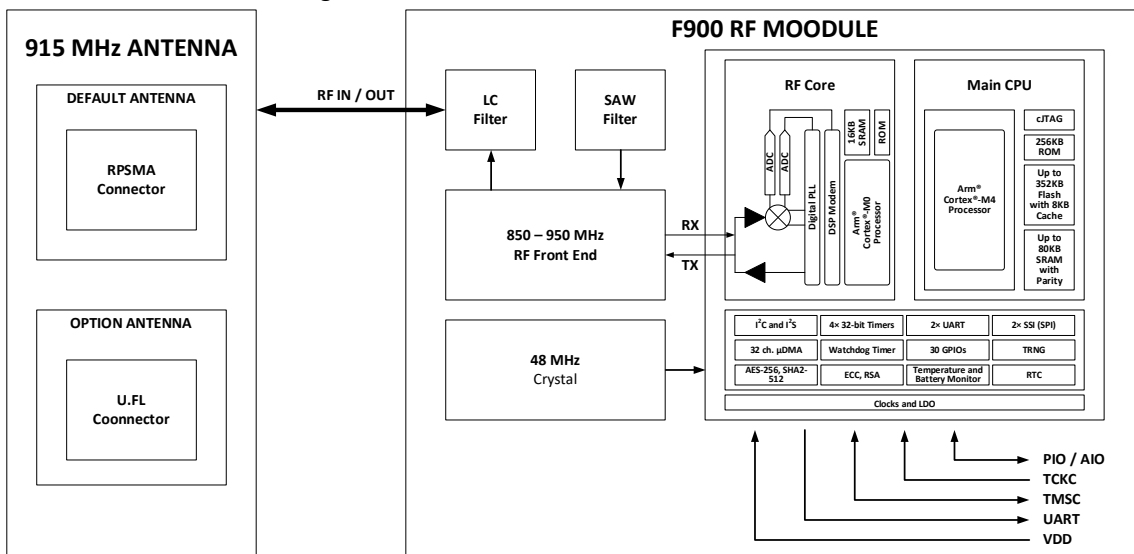 915 MHz ANTENNA
DEFAULT ANTENNA
RPSMA
Connector
OPTION ANTENNA
U.FL
Coonnector
RF IN / OUT
F900 RF MOODULE
LC
Filter
SAW
Filter
850 – 950 MHz
RF Front End
48 MHz
Crystal
RX
TX
RF Core
ADC
ADC
Digital PLL
DSP Modem
16KB
SRAM
ROM
Arm®
Cortex®-M0
Processor
Main CPU
Arm®
Cortex®-M4
Processor
cJTAG
256KB
ROM
Up to
352KB
Flash
with 8KB
Cache
Up to
80KB
SRAM
with
Parity
I²C and I²S
4× 32-bit Timers
2× UART
2× SSI (SPI)
32 ch. µDMA
Watchdog Timer
30 GPIOs
TRNG
AES-256, SHA2-
512
ECC, RSA
Temperature and
Battery Monitor
RTC
Clocks and LDO
PIO / AIO
TCKC
TMSC
UART
VDD